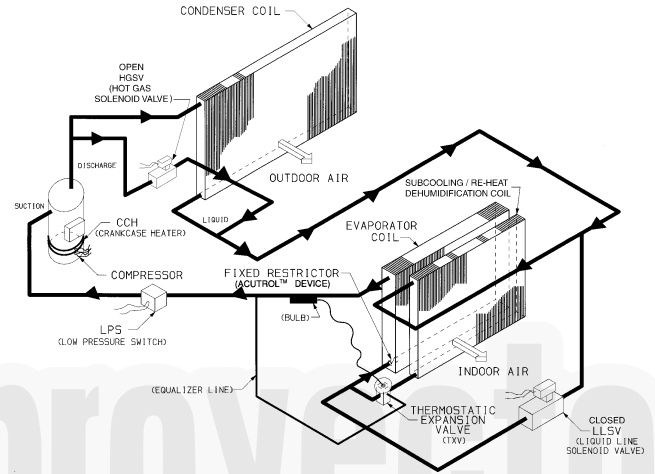 CONDENSER COIL
OPEN
HGSV
(HOT GAS
SOLENOID VALVE)
DISCHARGE
OUTDOOR AIR
SUBCOOLING / RE-HEAT
DEHUMIDIFICATION COIL
SUCTION
LIQUID
EVAPORATOR
COIL
CCH
(CRANKCASE HEATER)
COMPRESSOR
FIXED RESTRICTOR
(ACUTROL™ DEVICE)
(BULB)
LPS
(LOW PRESSURE SWITCH)
INDOOR AIR
(EQUALIZER LINE)
THERMOSTATIC
EXPANSION
VALVE
(TXV)
CLOSED
LLSV
(LIQUID LINE
SOLENOID VALVE)
proyecto